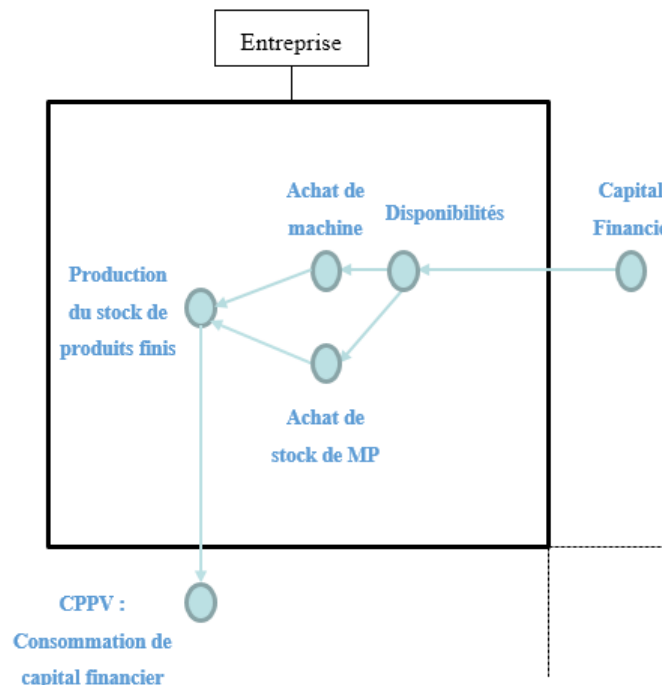 Entreprise
Achat de
machine
Disponibilités
Capital
Financie
Production
du stock de
produits finis
Achat de
stock de MP
CPPV :
Consommation de
capital financier